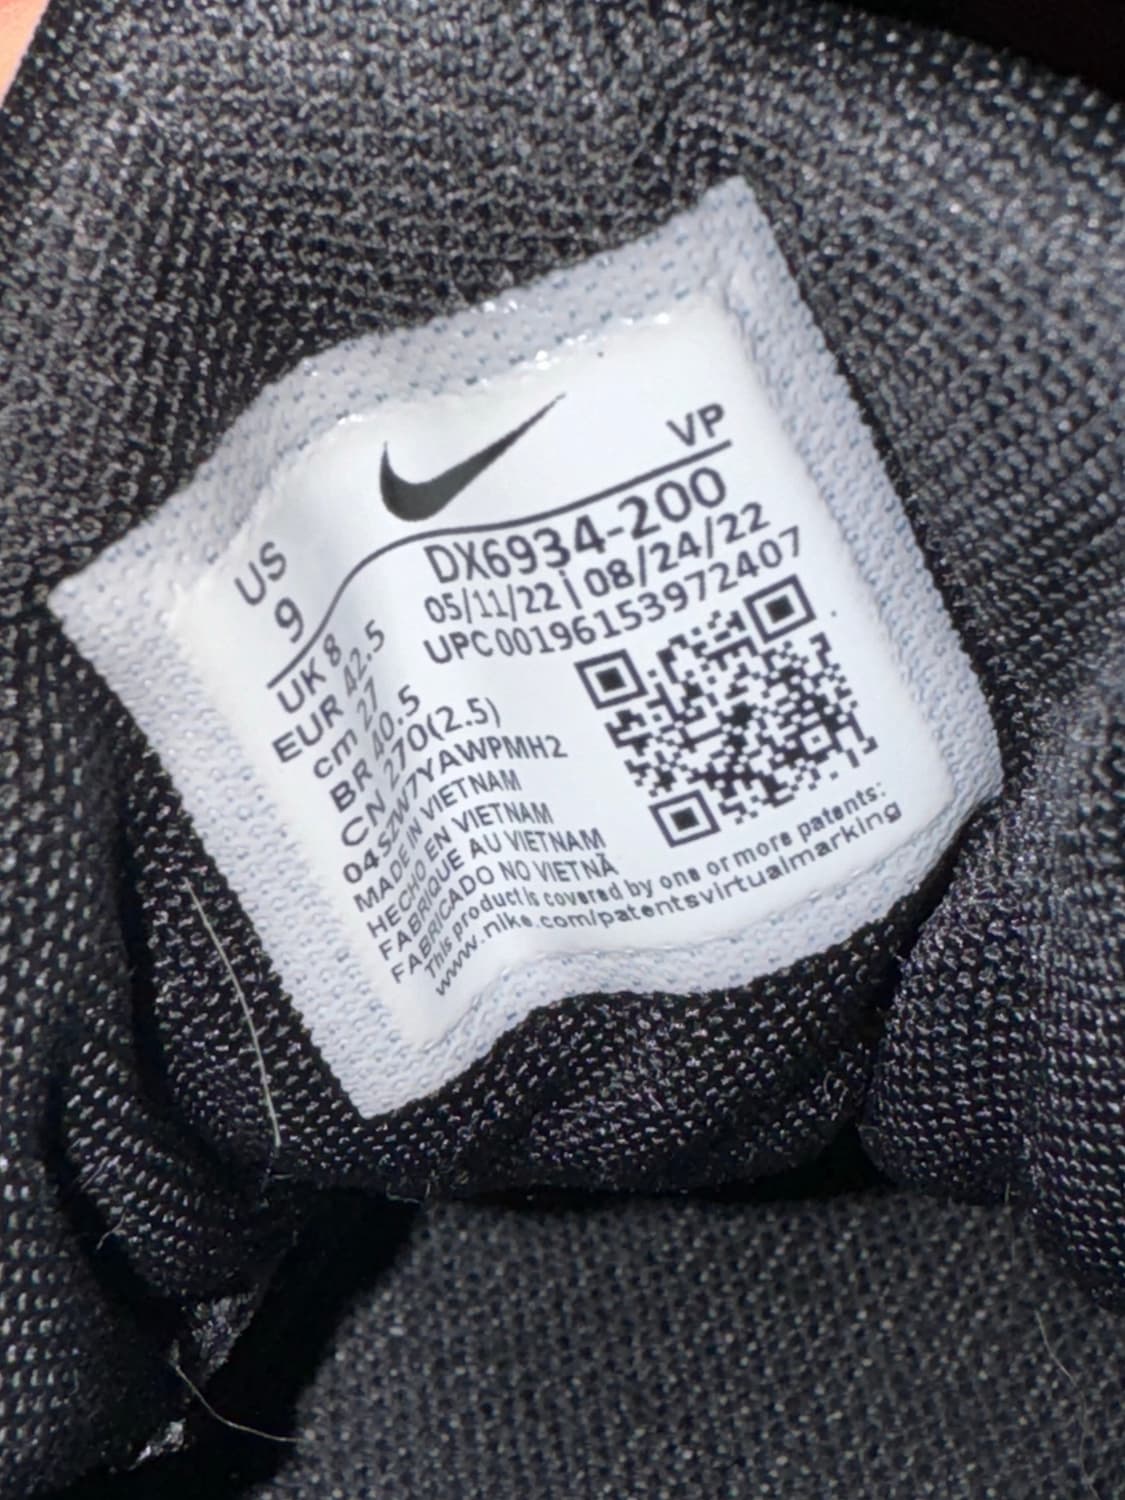 VP
US
9
DX6934-200
05/11/22 | 08/24/22
UPC 00196153972407
UK 8
EUR 42.5
cm 27
BR 40.5
CN 270(2.5)
04SZW7YAWPMH2
MADE IN VIETNAM
HECHO EN VIETNAM
FABRIQUE AU VIETNAM
FABRICADO NO VIETNÃ
This product is covered by one or more patents:
www.nike.com/patentsvirtualmarking